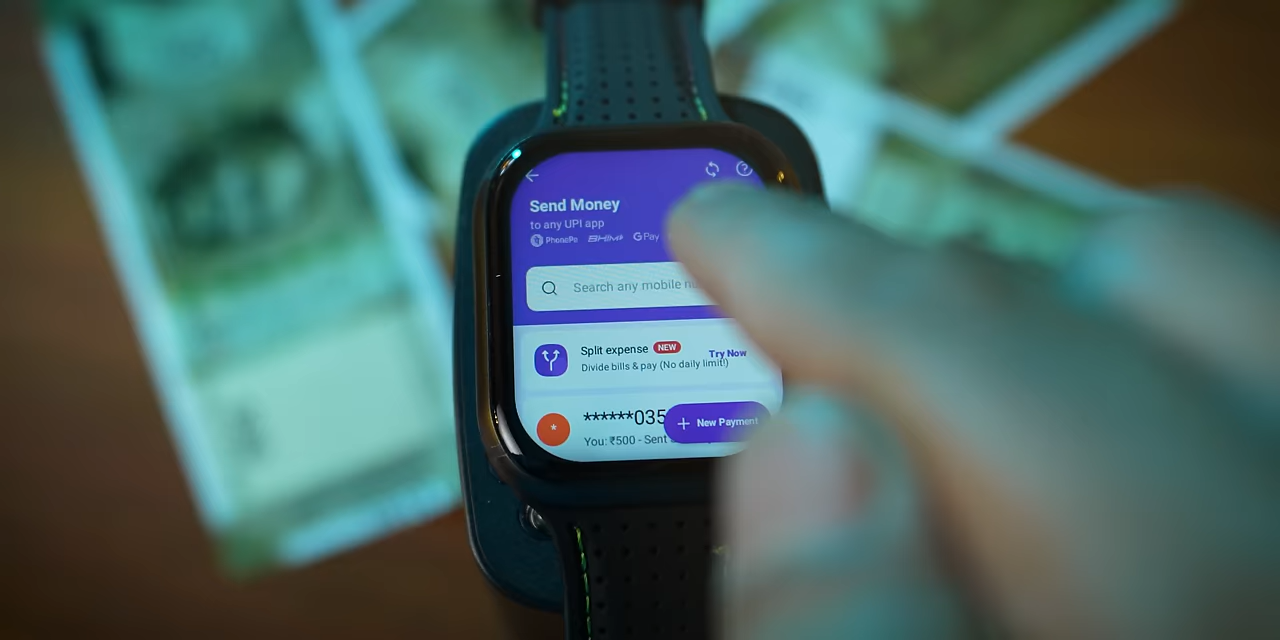 Send Money
to any UPI app
PhonePe BHIM G Pay
Search any mobile
Split expense NEW
Try Now
Divide bills & pay (No daily limit!)
******035
+ New Payment
You: ₹500 - Sent